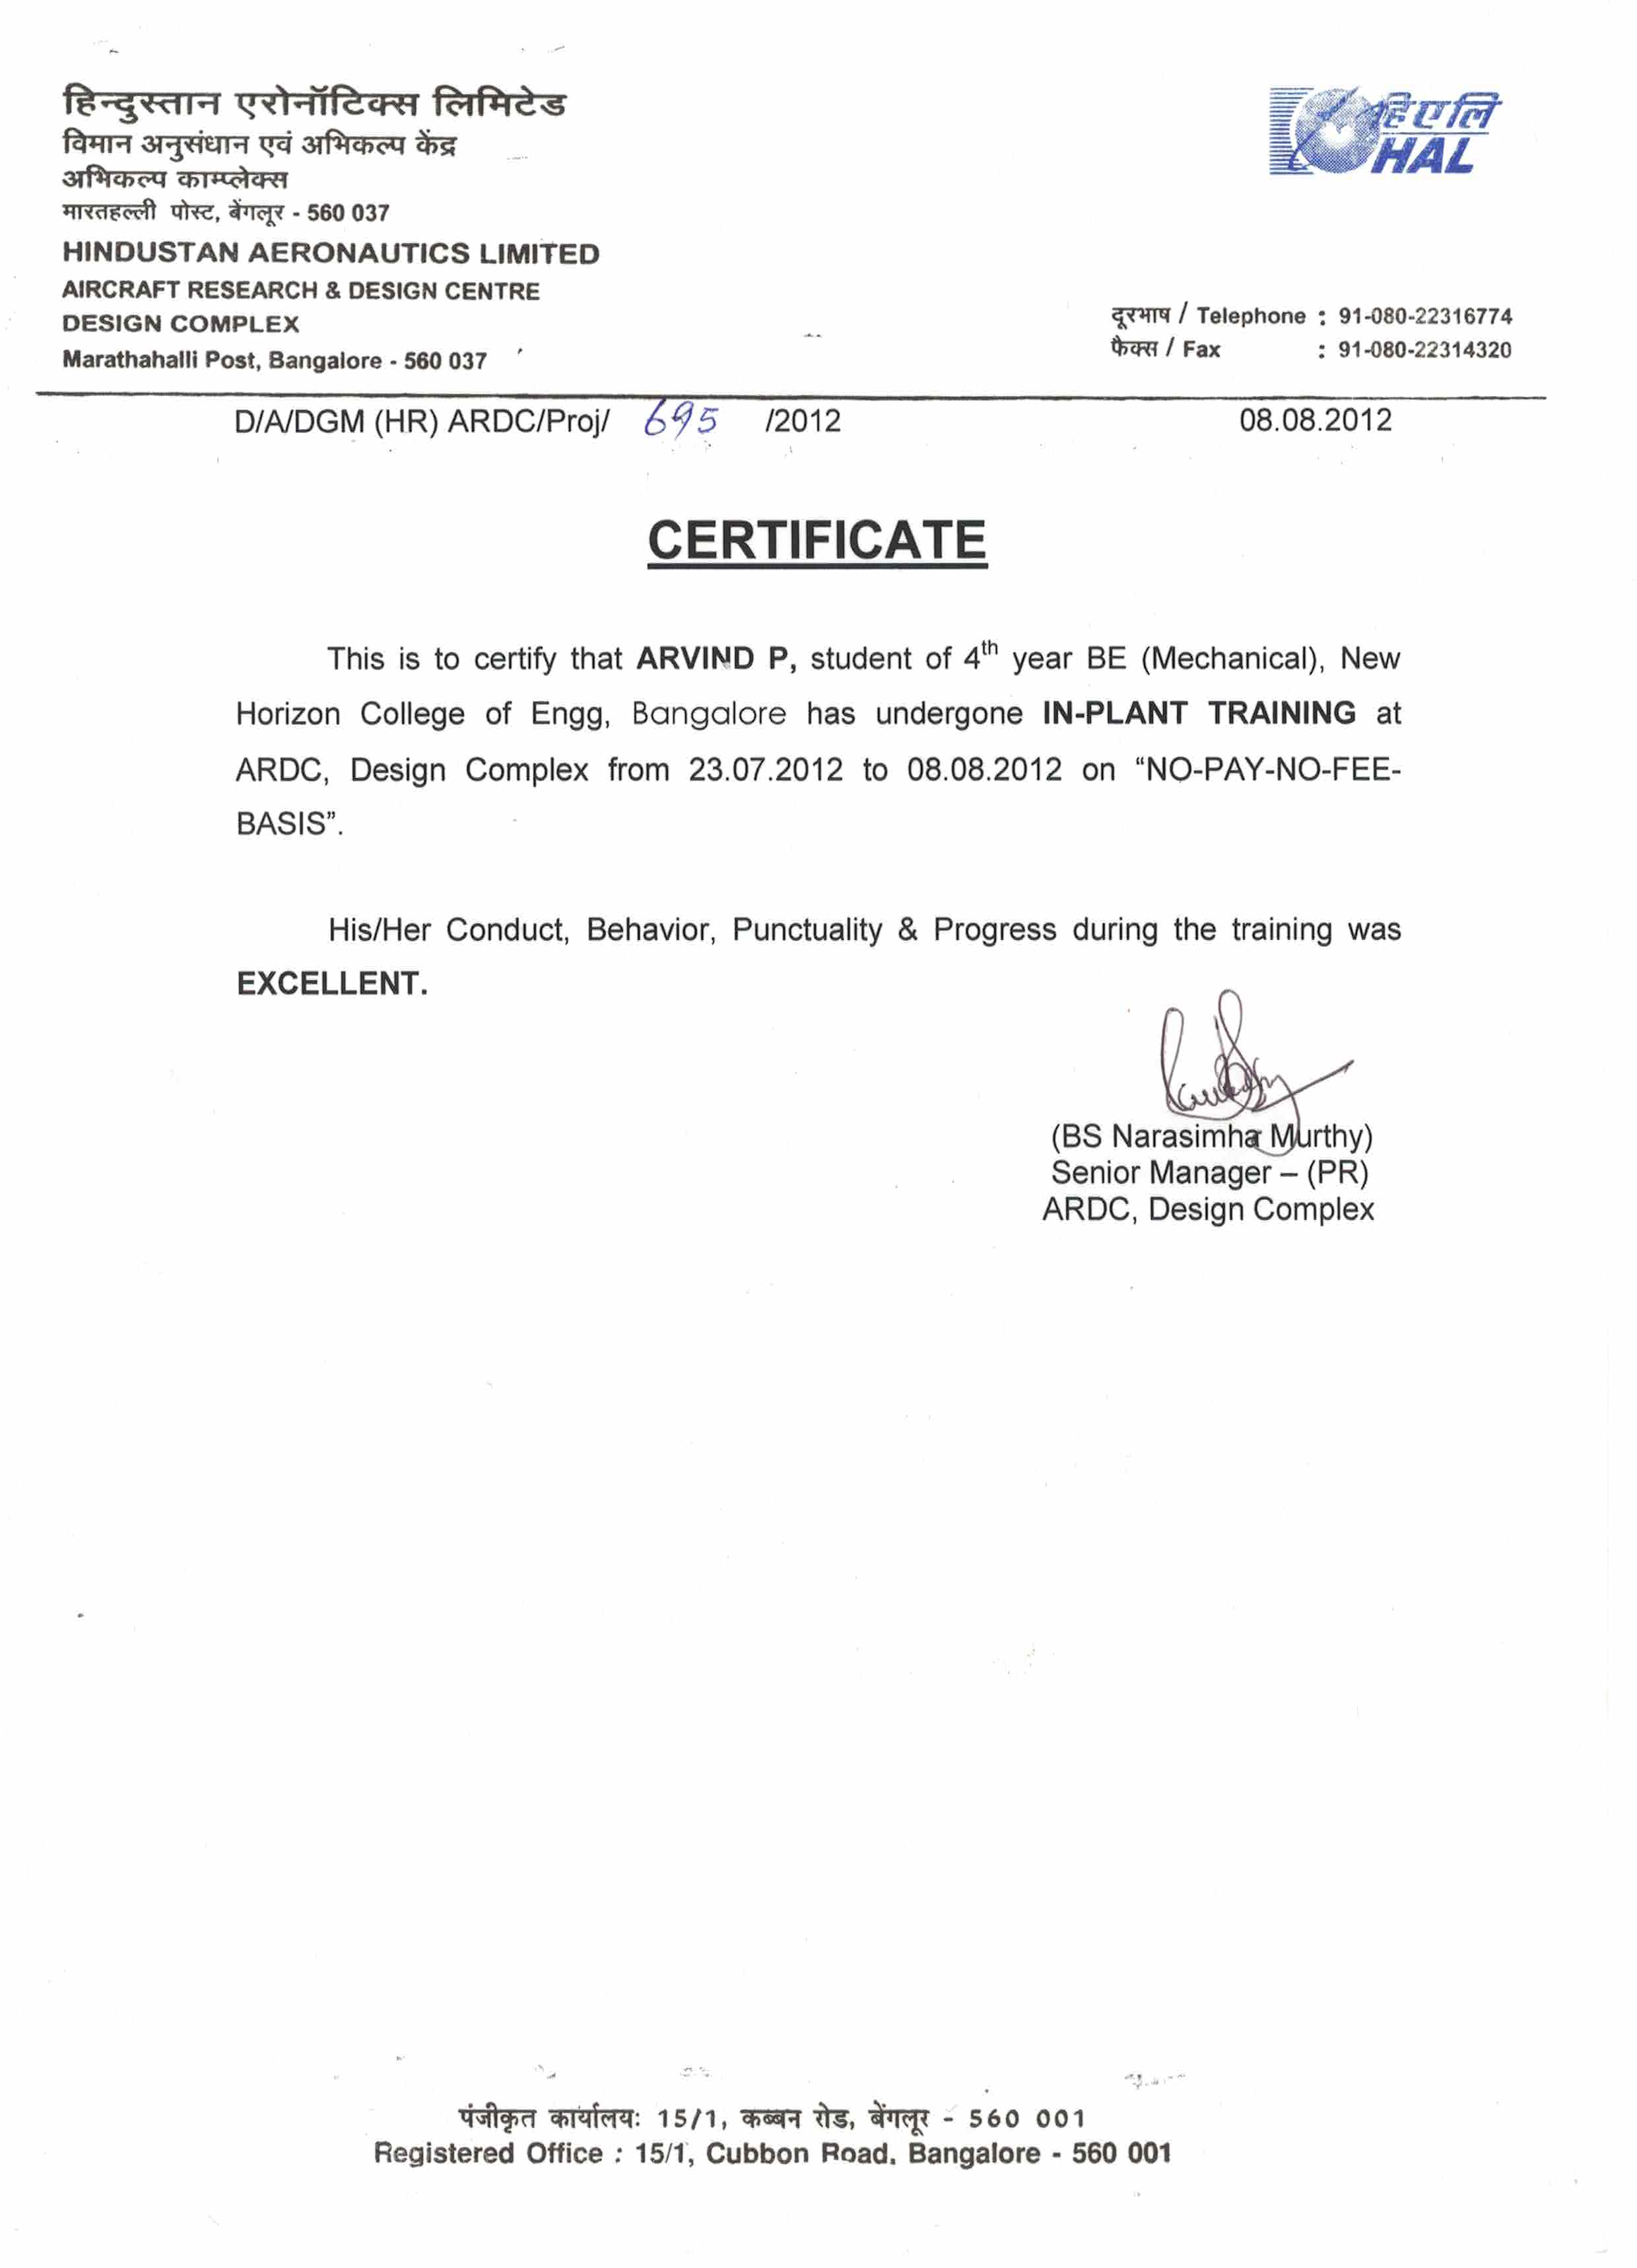 हिन्दुस्तान एरोनॉटिक्स लिमिटेड
विमान अनुसंधान एवं अभिकल्प केंद्र
अभिकल्प काम्प्लेक्स
मारतहल्ली पोस्ट, बेंगलूर - 560 037
HINDUSTAN AERONAUTICS LIMITED
AIRCRAFT RESEARCH & DESIGN CENTRE
DESIGN COMPLEX
Marathahalli Post, Bangalore - 560 037
हिएलि
HAL
दूरभाष / Telephone : 91-080-22316774
फैक्स / Fax : 91-080-22314320
D/A/DGM (HR) ARDC/Proj/ 695 /2012 08.08.2012
CERTIFICATE
This is to certify that ARVIND P, student of 4th year BE (Mechanical), New
Horizon College of Engg, Bangalore has undergone IN-PLANT TRAINING at
ARDC, Design Complex from 23.07.2012 to 08.08.2012 on “NO-PAY-NO-FEE-
BASIS”.
His/Her Conduct, Behavior, Punctuality & Progress during the training was
EXCELLENT.
(BS Narasimha Murthy)
Senior Manager – (PR)
ARDC, Design Complex
पंजीकृत कार्यालय: 15/1, कब्बन रोड, बेंगलूर - 560 001
Registered Office : 15/1, Cubbon Road, Bangalore - 560 001